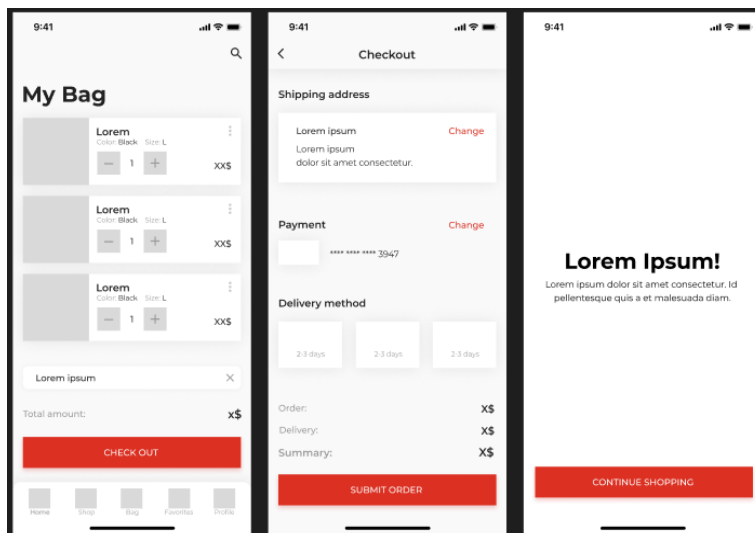 9:41
My Bag
Lorem
Color: Black Size: L
1
XX$
Lorem
Color: Black Size: L
1
XX$
Lorem
Color: Black Size: L
1
XX$
Lorem ipsum
Total amount:
x$
CHECK OUT
Home Shop Bag Favorites Profile
9:41
Checkout
Shipping address
Lorem ipsum
Change
Lorem ipsum
dolor sit amet consectetur.
Payment
Change
**** **** **** 3947
Delivery method
2-3 days 2-3 days 2-3 days
Order: X$
Delivery: X$
Summary: X$
SUBMIT ORDER
9:41
Lorem Ipsum!
Lorem ipsum dolor sit amet consectetur. Id
pellentesque quis a et malesuada diam.
CONTINUE SHOPPING